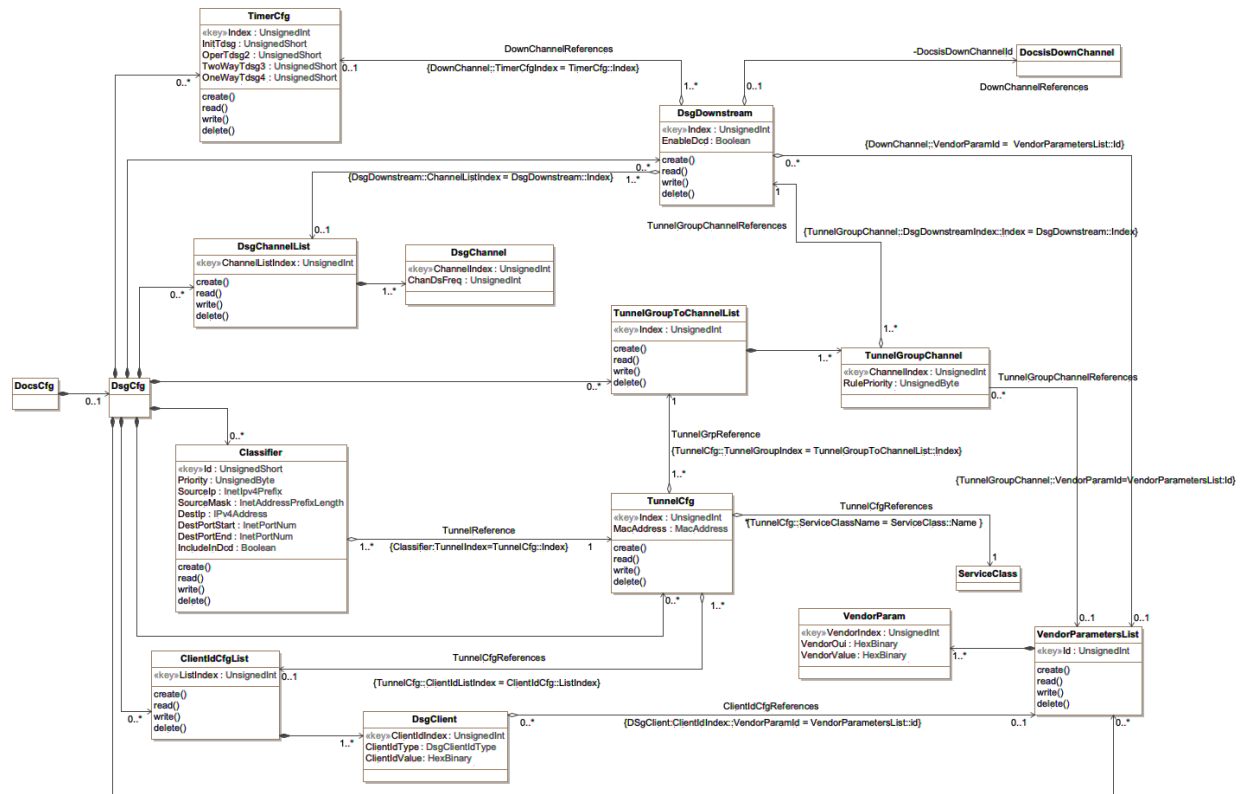 TimerCfg
«key»Index : UnsignedInt
InitTdsg : UnsignedShort
OperTdsg2 : UnsignedShort
TwoWayTdsg3 : UnsignedShort
OneWayTdsg4 : UnsignedShort
create()
read()
write()
delete()
0..*
0..1
DownChannelReferences
{DownChannel::TimerCfgIndex = TimerCfg::Index}
1..*
-DocsisDownChannelId
DocsisDownChannel
0..1
DownChannelReferences
DsgDownstream
«key»Index : UnsignedInt
EnableDcd : Boolean
create()
read()
write()
delete()
0..*
1..*
0..*
1
{DownChannel::VendorParamId = VendorParametersList::Id}
{DsgDownstream::ChannelListIndex = DsgDownstream::Index}
0..1
TunnelGroupChannelReferences
{TunnelGroupChannel::DsgDownstreamIndex::Index = DsgDownstream::Index}
DsgChannelList
«key»ChannelListIndex : UnsignedInt
create()
read()
write()
delete()
0..*
DsgChannel
«key»ChannelIndex : UnsignedInt
ChanDsFreq : UnsignedInt
1..*
TunnelGroupToChannelList
«key»Index : UnsignedInt
create()
read()
write()
delete()
0..*
1
1..*
1..*
TunnelGroupChannel
«key»ChannelIndex : UnsignedInt
RulePriority : UnsignedByte
TunnelGroupChannelReferences
0..*
DocsCfg
0..1
DsgCfg
0..*
TunnelGrpReference
{TunnelCfg::TunnelGroupIndex = TunnelGroupToChannelList::Index}
1..*
Classifier
«key»Id : UnsignedShort
Priority : UnsignedByte
SourceIp : InetIpv4Prefix
SourceMask : InetAddressPrefixLength
DestIp : IPv4Address
DestPortStart : InetPortNum
DestPortEnd : InetPortNum
IncludeInDcd : Boolean
create()
read()
write()
delete()
TunnelReference
1..*
{Classifier:TunnelIndex=TunnelCfg::Index}
1
{TunnelGroupChannel::VendorParamId=VendorParametersList:Id}
TunnelCfg
«key»Index : UnsignedInt
MacAddress : MacAddress
create()
read()
write()
delete()
0..*
1..*
TunnelCfgReferences
*{TunnelCfg::ServiceClassName = ServiceClass::Name }
1
ServiceClass
VendorParam
«key»VendorIndex : UnsignedInt
VendorOui : HexBinary
VendorValue : HexBinary
1..*
0..1
0..1
VendorParametersList
«key»Id : UnsignedInt
create()
read()
write()
delete()
0..*
ClientIdCfgList
«key»ListIndex : UnsignedInt
create()
read()
write()
delete()
0..*
0..1
TunnelCfgReferences
{TunnelCfg::ClientIdListIndex = ClientIdCfg::ListIndex}
1..*
DsgClient
«key»ClientIdIndex : UnsignedInt
ClientIdType : DsgClientIdType
ClientIdValue : HexBinary
ClientIdCfgReferences
0..*
{DSgClient:ClientIdIndex::VendorParamId = VendorParametersList::id}
0..1